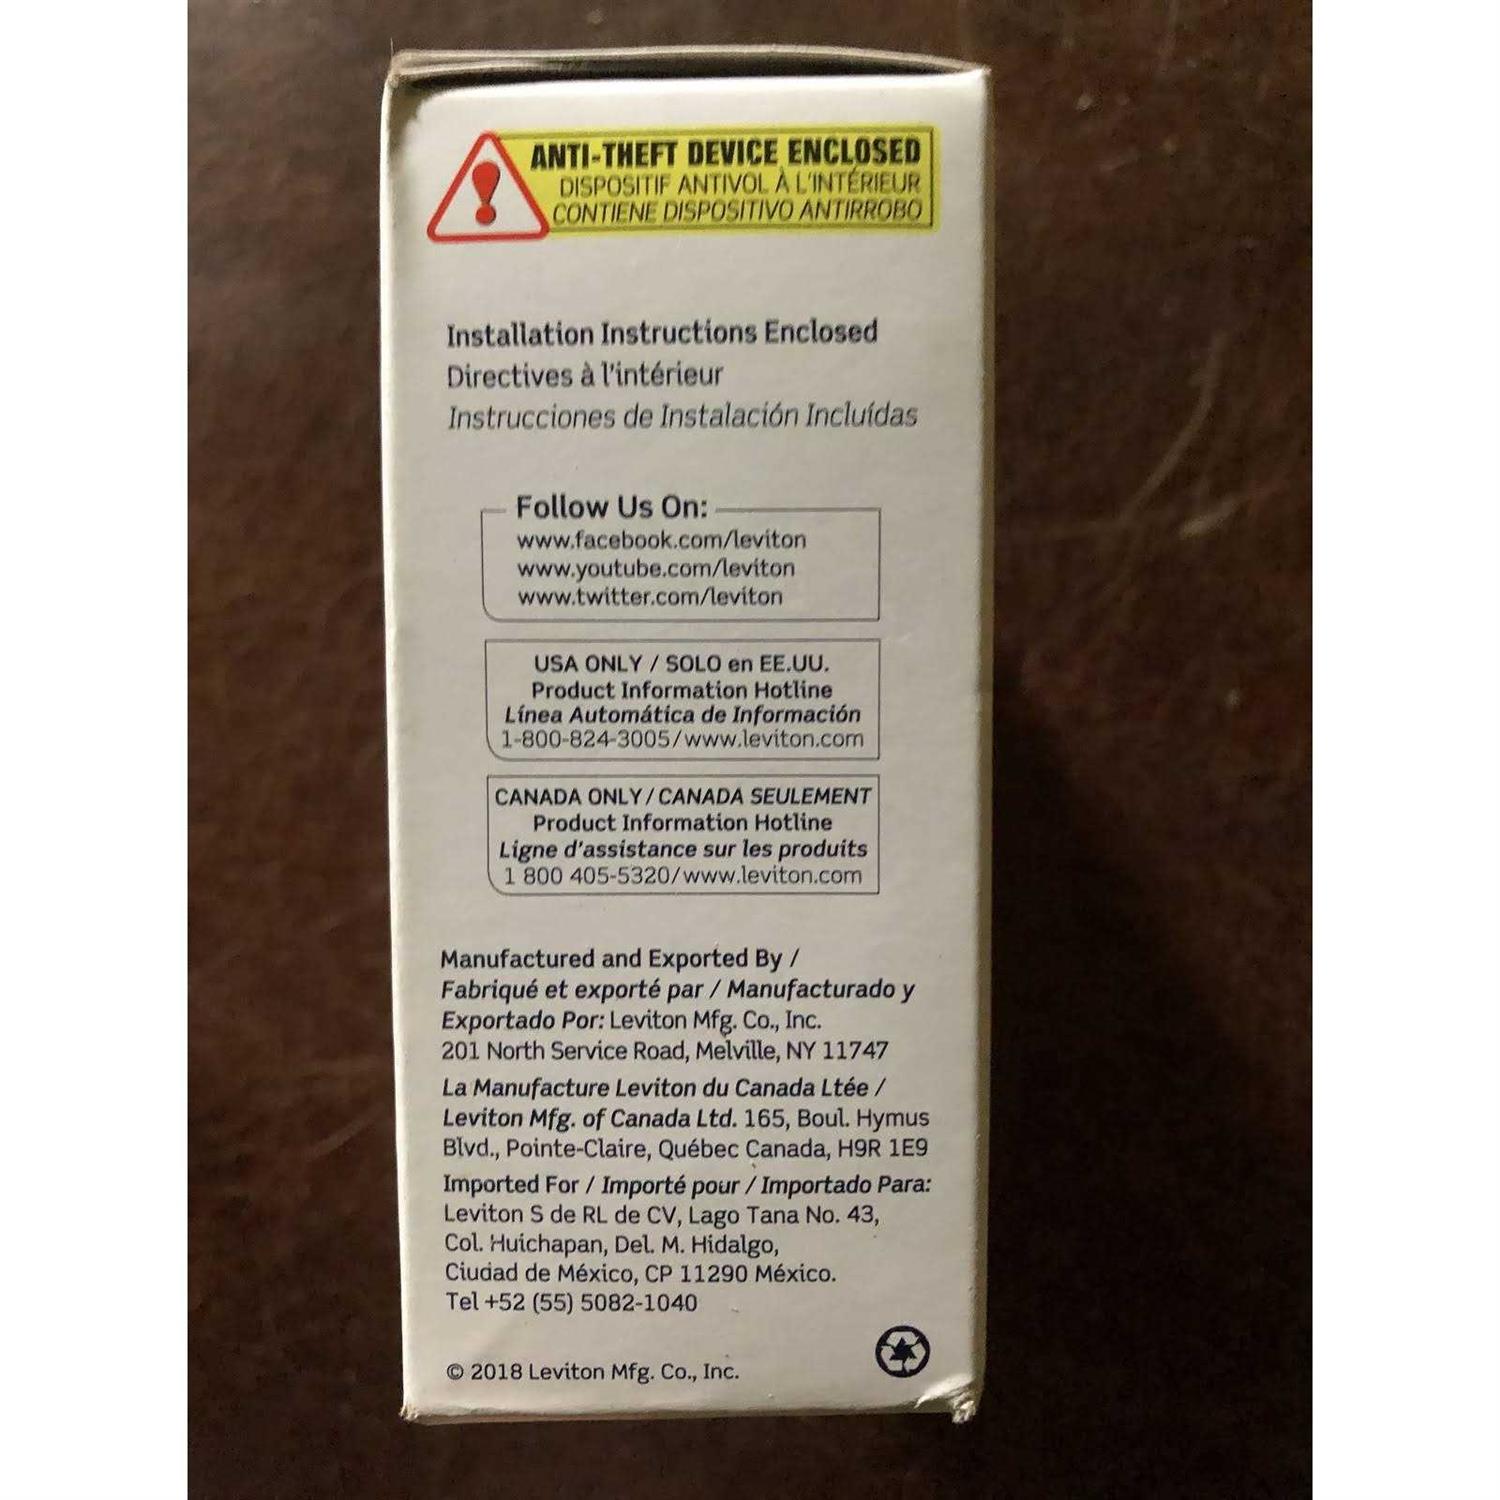 ANTI-THEFT DEVICE ENCLOSED
DISPOSITIF ANTIVOL À L'INTÉRIEUR
CONTIENE DISPOSITIVO ANTIRROBO
Installation Instructions Enclosed
Directives à l'intérieur
Instrucciones de Instalación Incluídas
Follow Us On:
www.facebook.com/leviton
www.youtube.com/leviton
www.twitter.com/leviton
USA ONLY / SOLO en EE.UU.
Product Information Hotline
Línea Automática de Información
1-800-824-3005/www.leviton.com
CANADA ONLY/CANADA SEULEMENT
Product Information Hotline
Ligne d'assistance sur les produits
1 800 405-5320/www.leviton.com
Manufactured and Exported By /
Fabriqué et exporté par / Manufacturado y
Exportado Por: Leviton Mfg. Co., Inc.
201 North Service Road, Melville, NY 11747
La Manufacture Leviton du Canada Ltée /
Leviton Mfg. of Canada Ltd. 165, Boul. Hymus
Blvd., Pointe-Claire, Québec Canada, H9R 1E9
Imported For / Importé pour / Importado Para:
Leviton S de RL de CV, Lago Tana No. 43,
Col. Huichapan, Del. M. Hidalgo,
Ciudad de México, CP 11290 México.
Tel +52 (55) 5082-1040
© 2018 Leviton Mfg. Co., Inc.